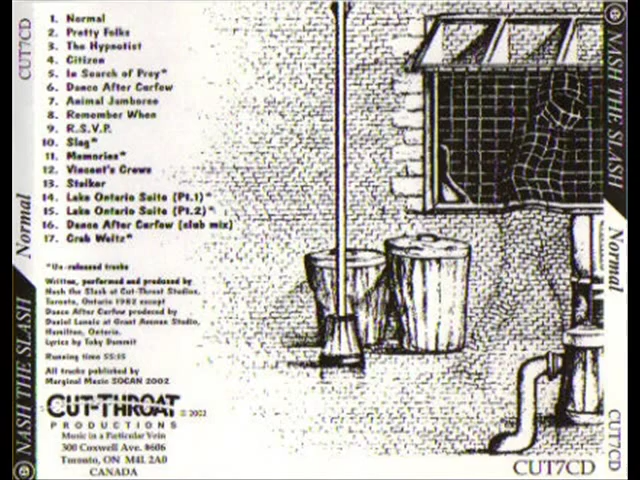 1. Normal
2. Pretty Folks
3. The Hypnotist
4. Citizen
5. In Search of Prey*
6. Dance After Curfew
7. Animal Jamboree
8. Remember When
9. R.S.V.P.
10. Slag*
11. Memories*
12. Vincent's Crows
13. Stalker
14. Lake Ontario Suite (Pt.1)*
15. Lake Ontario Suite (Pt.2)*
16. Dance After Curfew (club mix)
17. Crab Waltz*
*Un-released tracks
Written, performed and produced by
Nash the Slash at Cut-Throat Studios,
Toronto, Ontario 1982 except
Dance After Curfew produced by
Daniel Lanois at Grant Avenue Studio,
Hamilton, Ontario.
Lyrics by Toby Dammit
Running time 55:15
All tracks published by
Marginal Music SOCAN 2002
CUT-THROAT © 2002
PRODUCTIONS
Music in a Particular Vein
300 Coxwell Ave. #606
Toronto, ON M4L 2A0
CANADA
CUT7CD
NASH THE SLASH Normal CUT7CD
NASH THE SLASH Normal CUT7CD